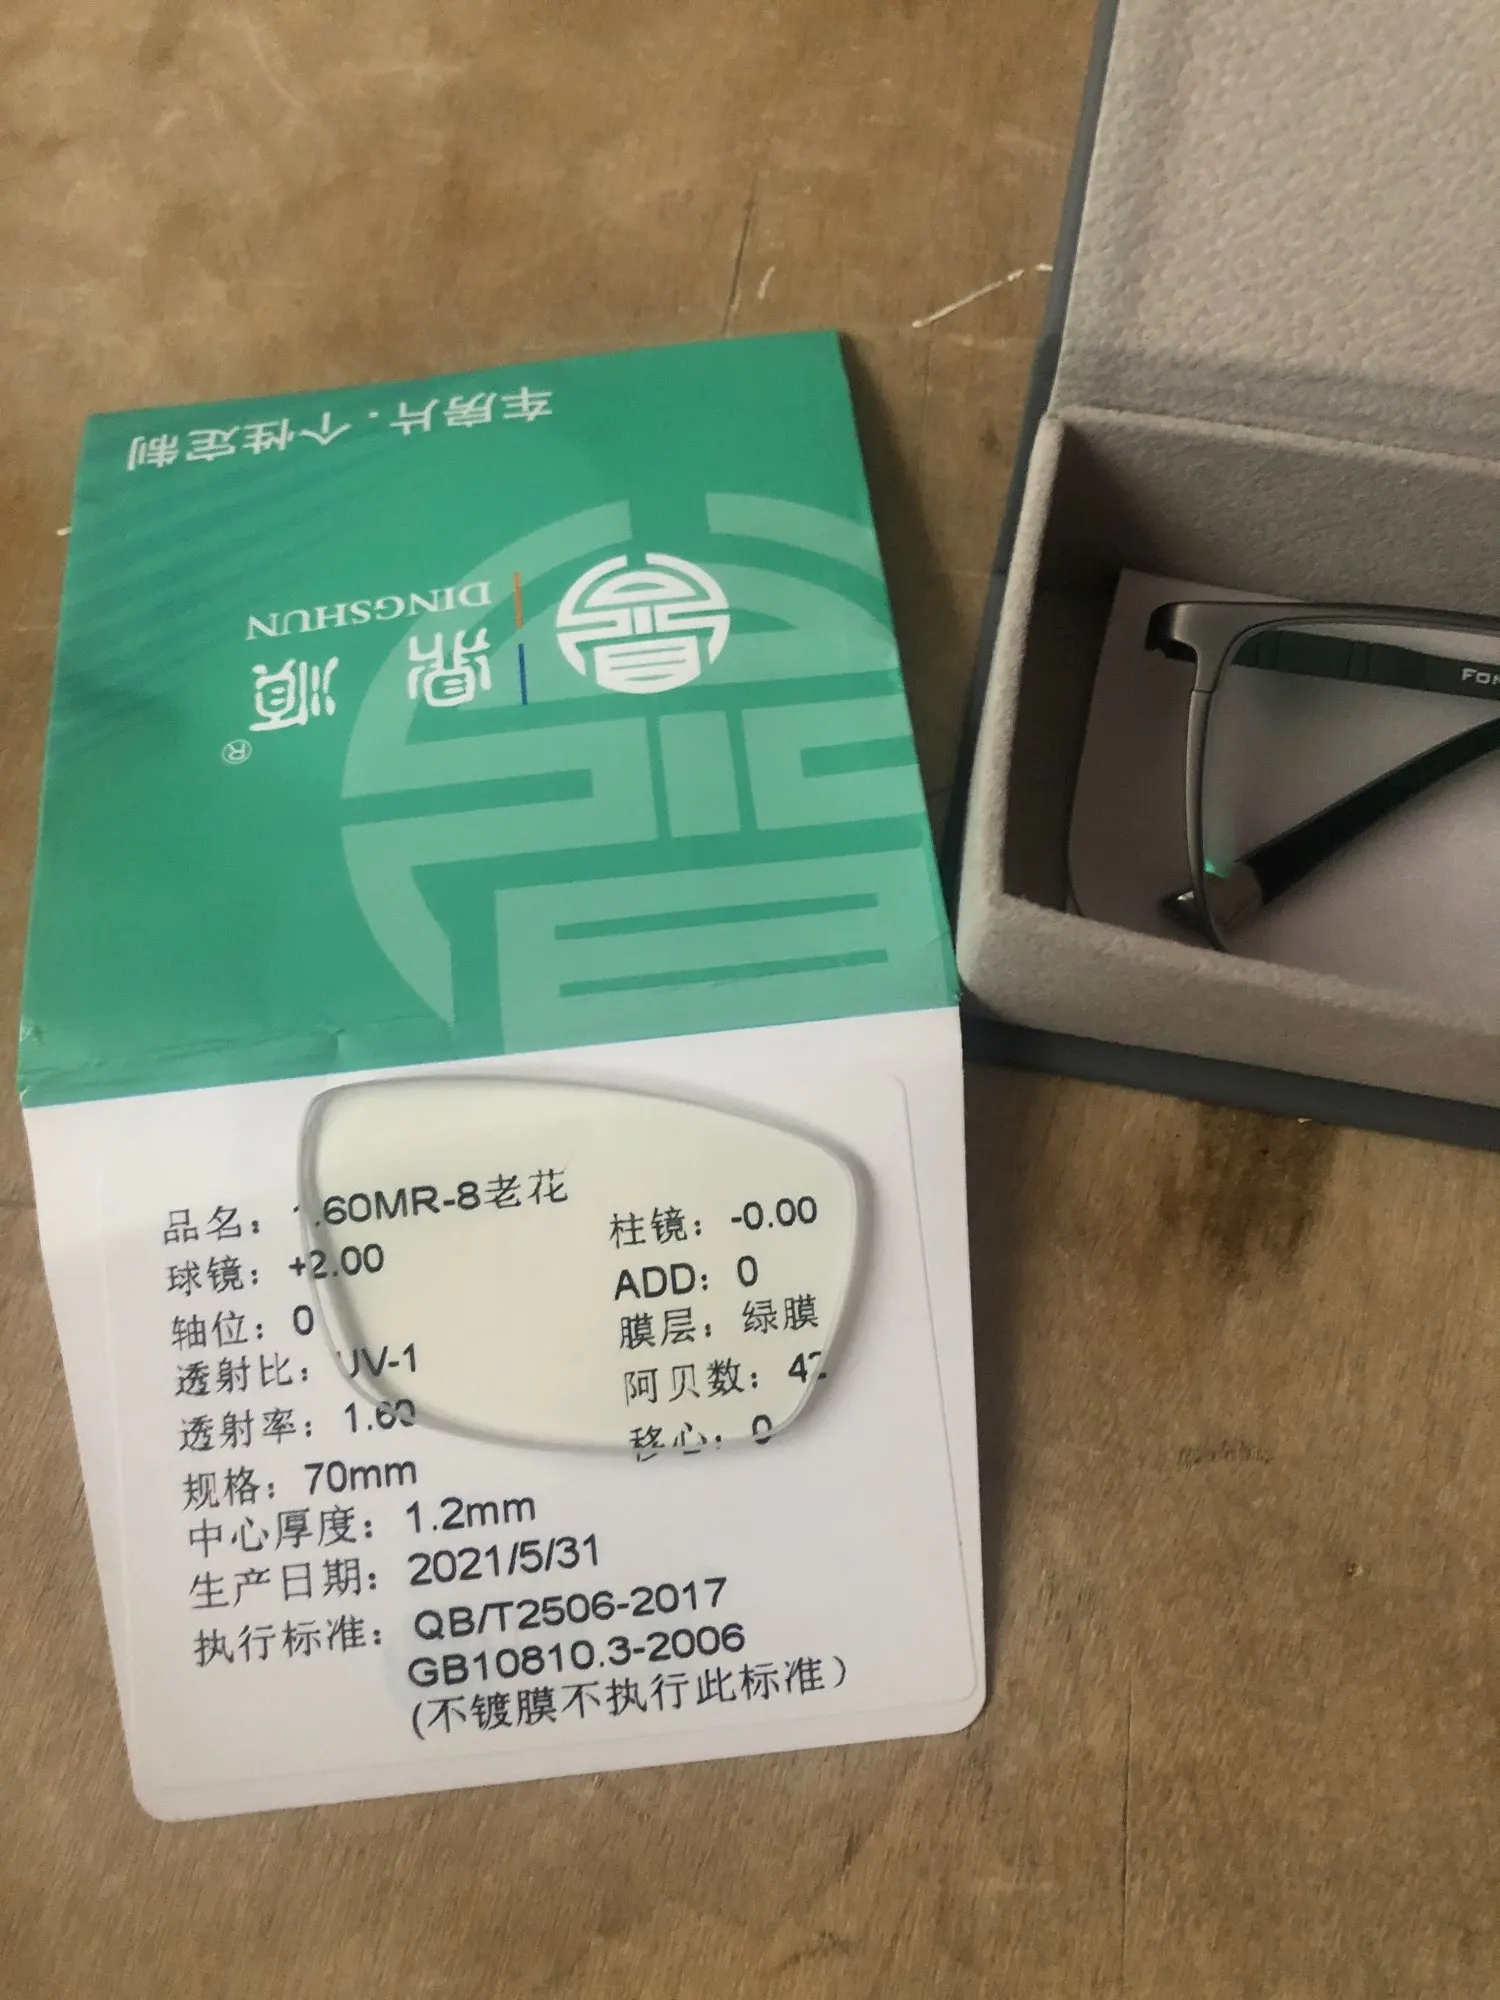 车房片·个性定制
DINGSHUN
鼎顺®
品名：1.60MR-8老花
球镜：+2.00
柱镜：-0.00
轴位：0
ADD：0
透射比：UV-1
膜层：绿膜
透射率：1.60
阿贝数：42
移心：0
规格：70mm
中心厚度：1.2mm
生产日期：2021/5/31
执行标准：QB/T2506-2017
GB10810.3-2006
(不镀膜不执行此标准）